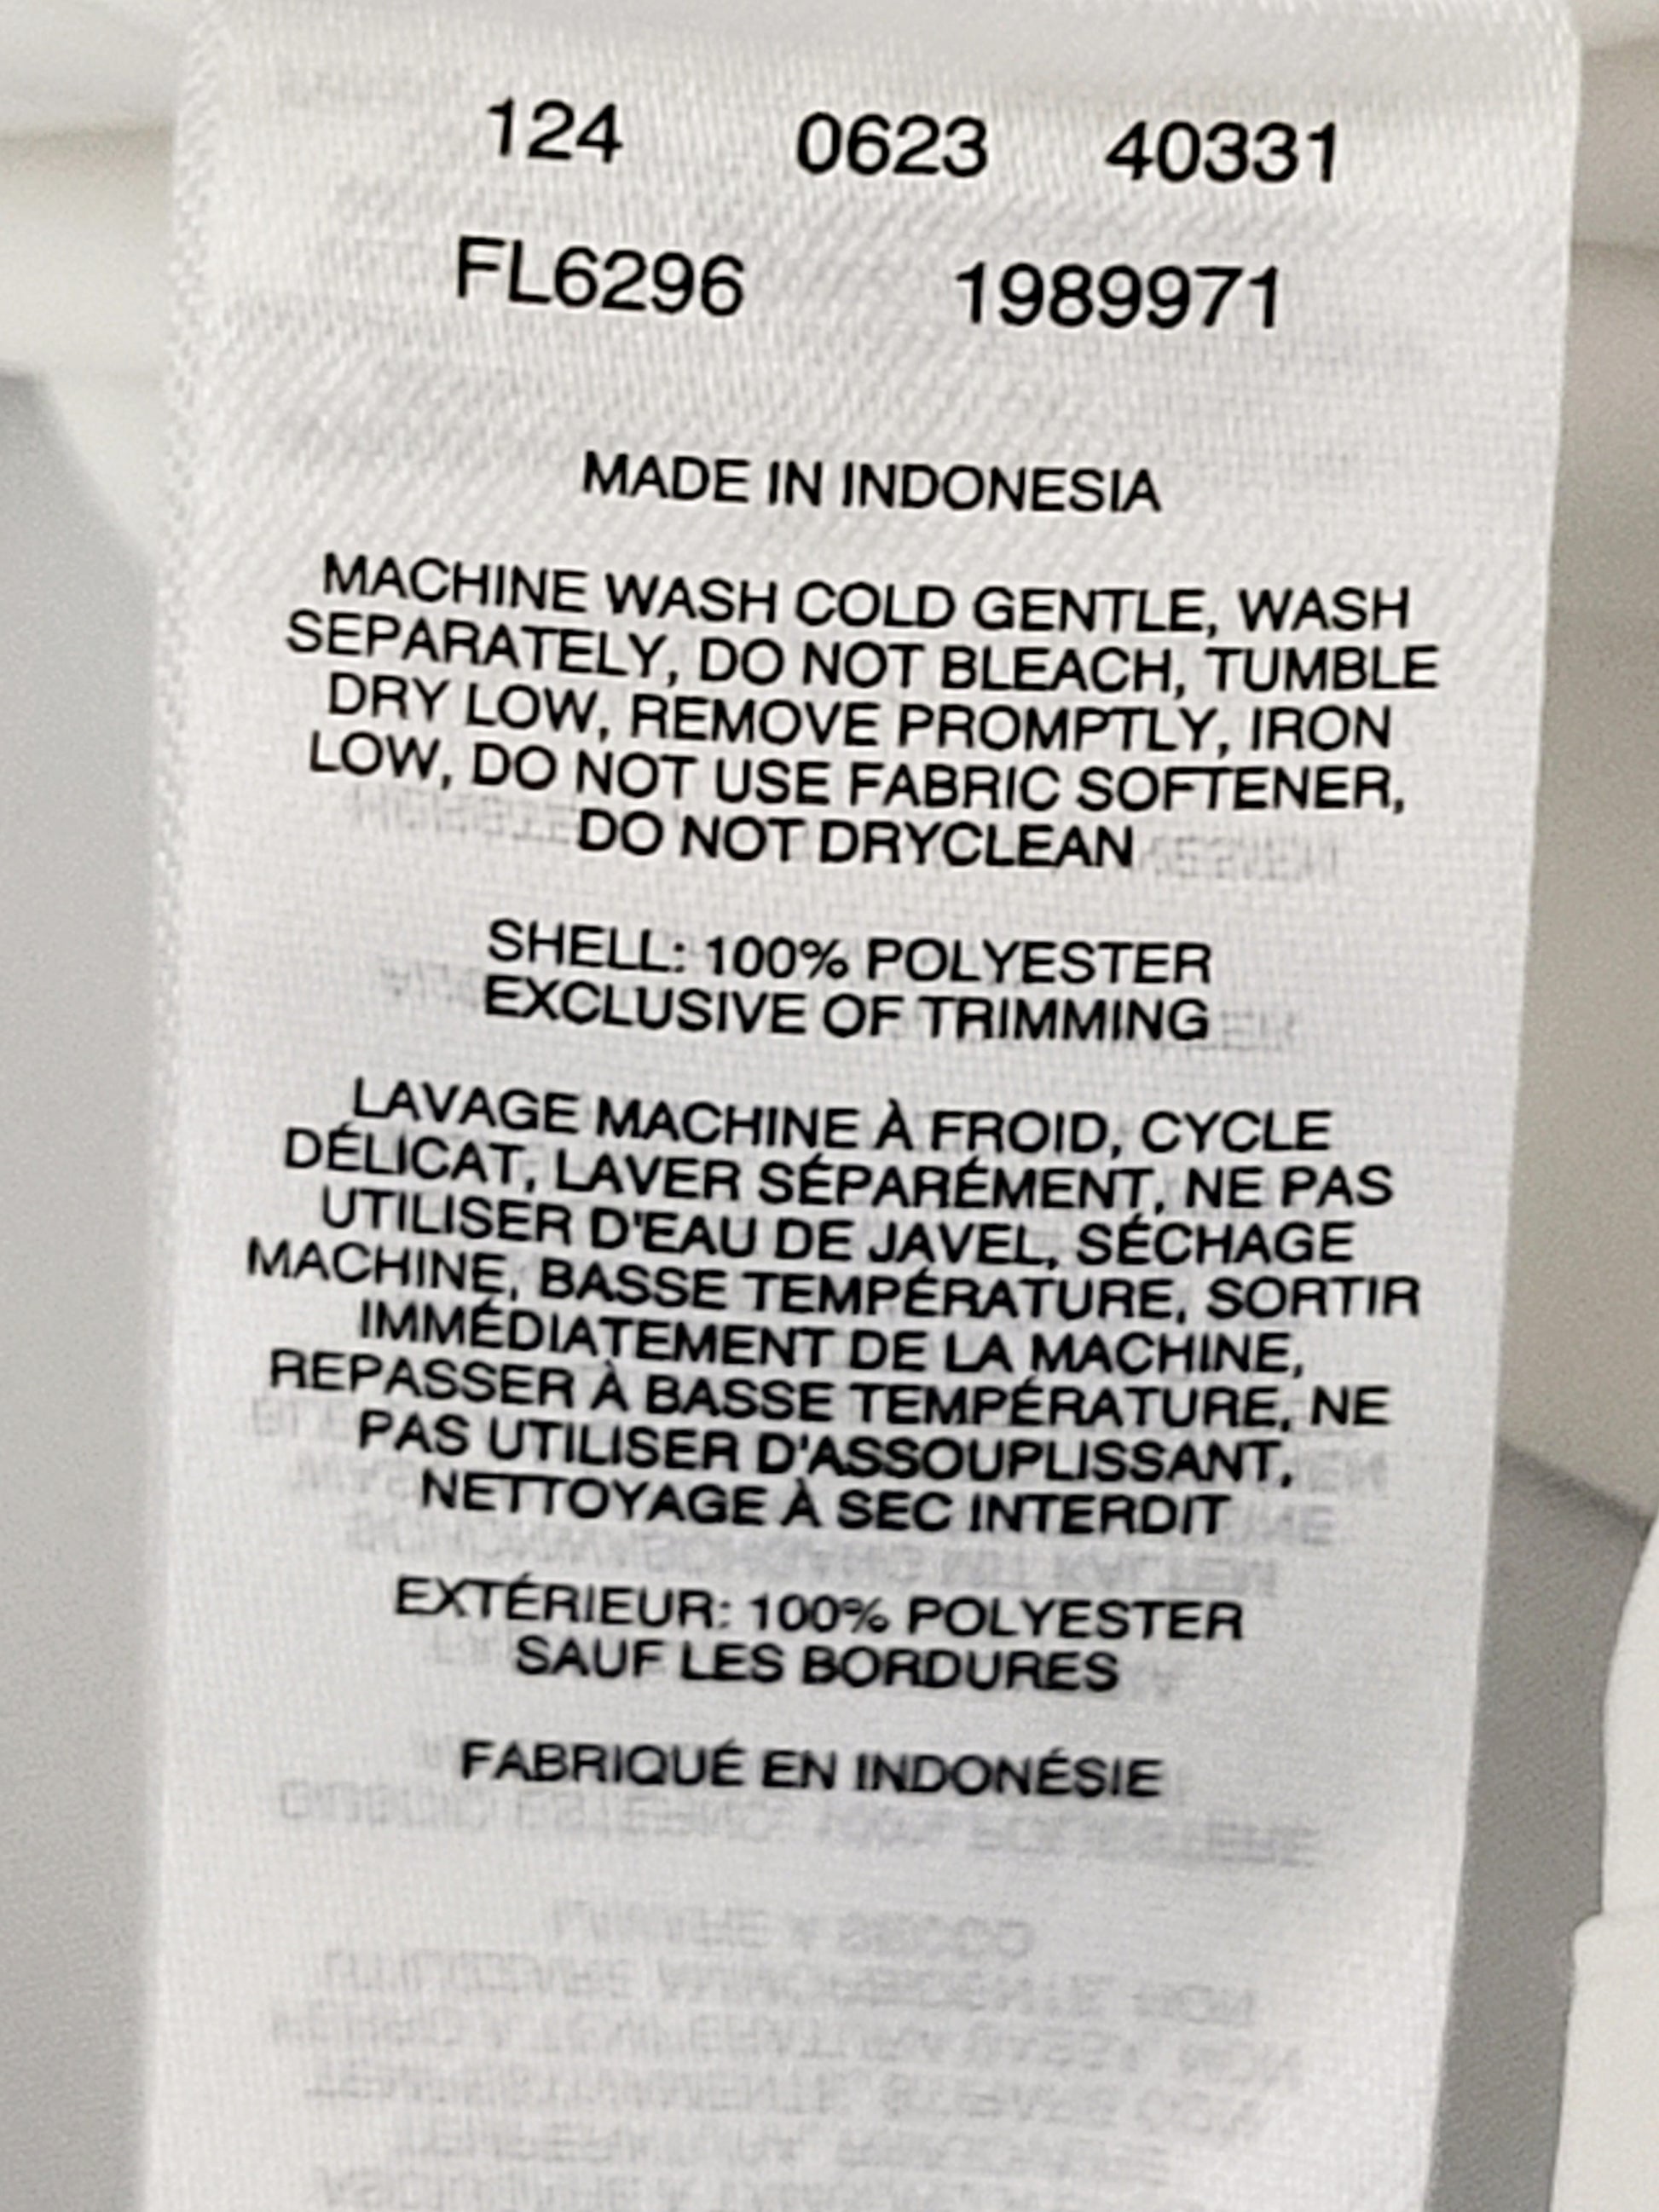 124 0623 40331
FL6296 1989971
MADE IN INDONESIA
MACHINE WASH COLD GENTLE, WASH
SEPARATELY, DO NOT BLEACH, TUMBLE
DRY LOW, REMOVE PROMPTLY, IRON
LOW, DO NOT USE FABRIC SOFTENER,
DO NOT DRYCLEAN
SHELL: 100% POLYESTER
EXCLUSIVE OF TRIMMING
LAVAGE MACHINE À FROID, CYCLE
DÉLICAT, LAVER SÉPARÉMENT, NE PAS
UTILISER D'EAU DE JAVEL, SÉCHAGE
MACHINE, BASSE TEMPÉRATURE, SORTIR
IMMÉDIATEMENT DE LA MACHINE,
REPASSER À BASSE TEMPÉRATURE, NE
PAS UTILISER D'ASSOUPLISSANT,
NETTOYAGE À SEC INTERDIT
EXTÉRIEUR: 100% POLYESTER
SAUF LES BORDURES
FABRIQUÉ EN INDONÉSIE